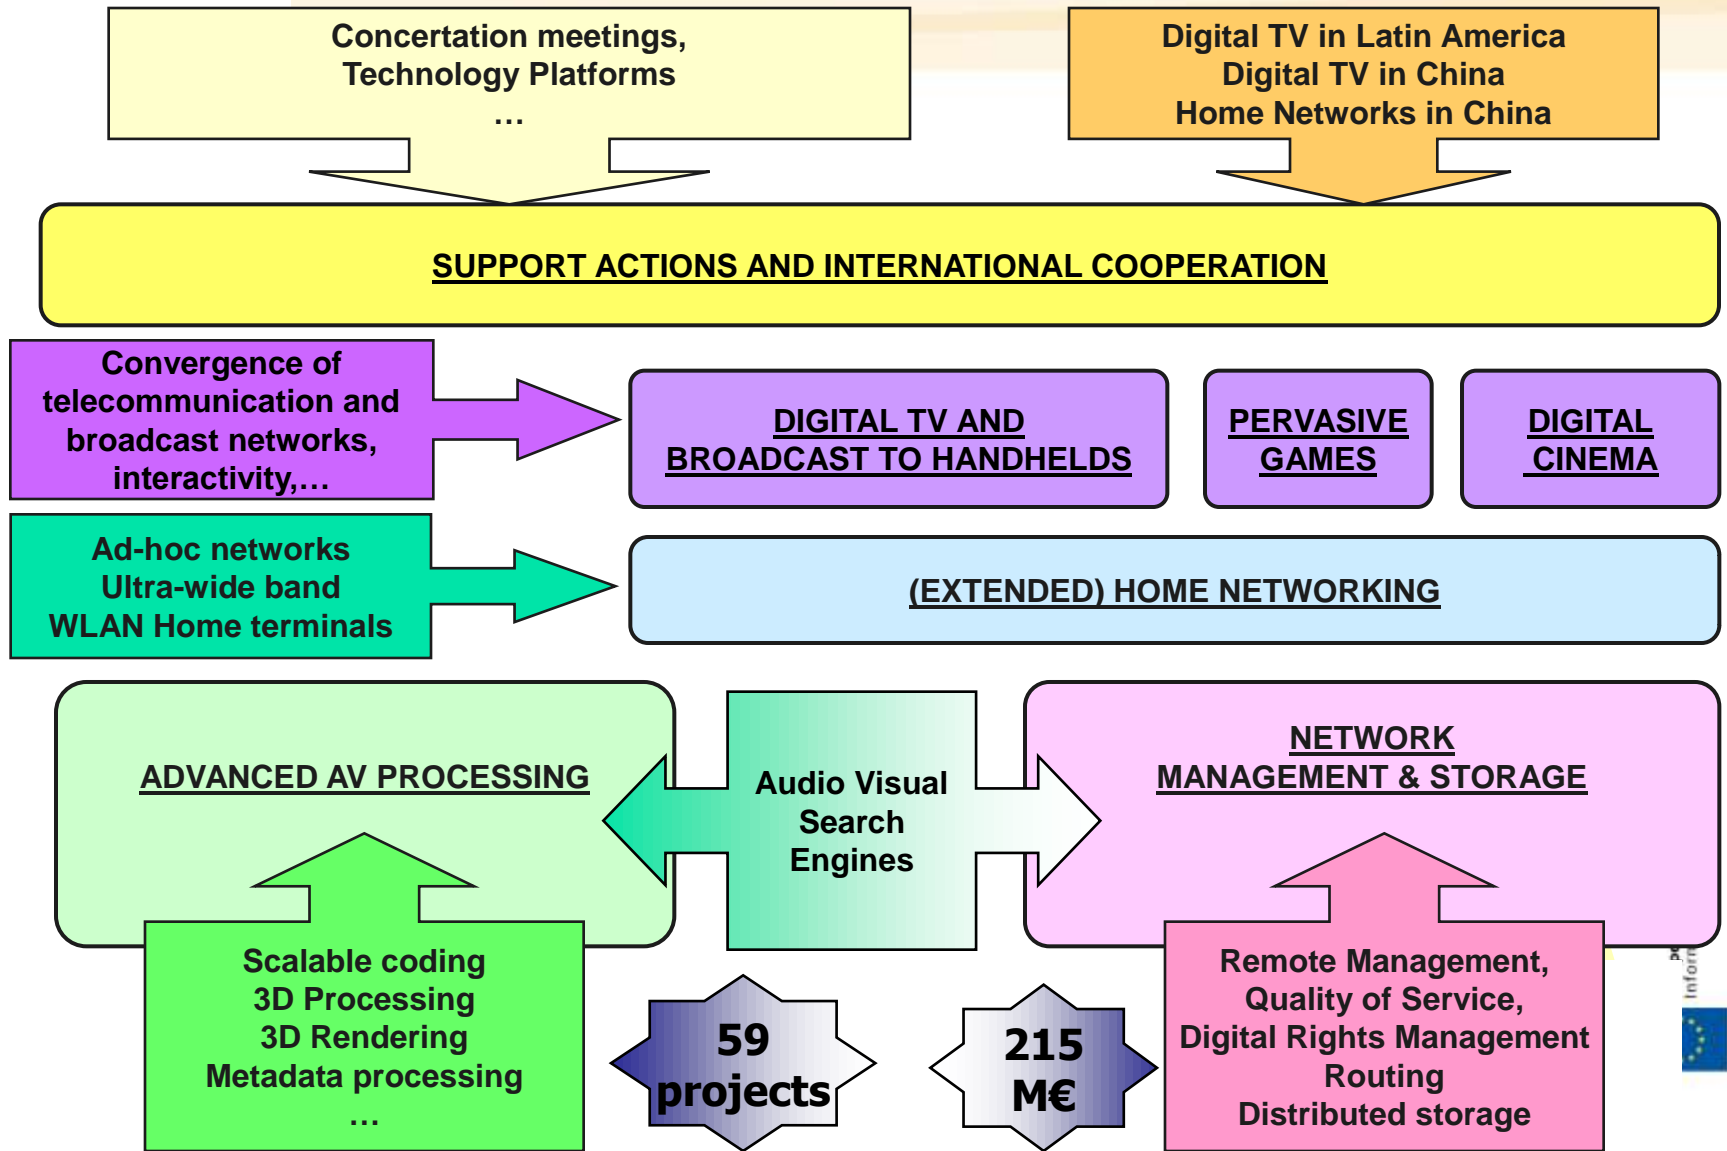 Concertation meetings,
Technology Platforms
…
Digital TV in Latin America
Digital TV in China
Home Networks in China
SUPPORT ACTIONS AND INTERNATIONAL COOPERATION
Convergence of
telecommunication and
broadcast networks,
interactivity,…
DIGITAL TV AND
BROADCAST TO HANDHELDS
PERVASIVE
GAMES
DIGITAL
CINEMA
Ad-hoc networks
Ultra-wide band
WLAN Home terminals
(EXTENDED) HOME NETWORKING
ADVANCED AV PROCESSING
Audio Visual
Search
Engines
NETWORK
MANAGEMENT & STORAGE
Scalable coding
3D Processing
3D Rendering
Metadata processing
…
59
projects
215
M€
Remote Management,
Quality of Service,
Digital Rights Management
Routing
Distributed storage